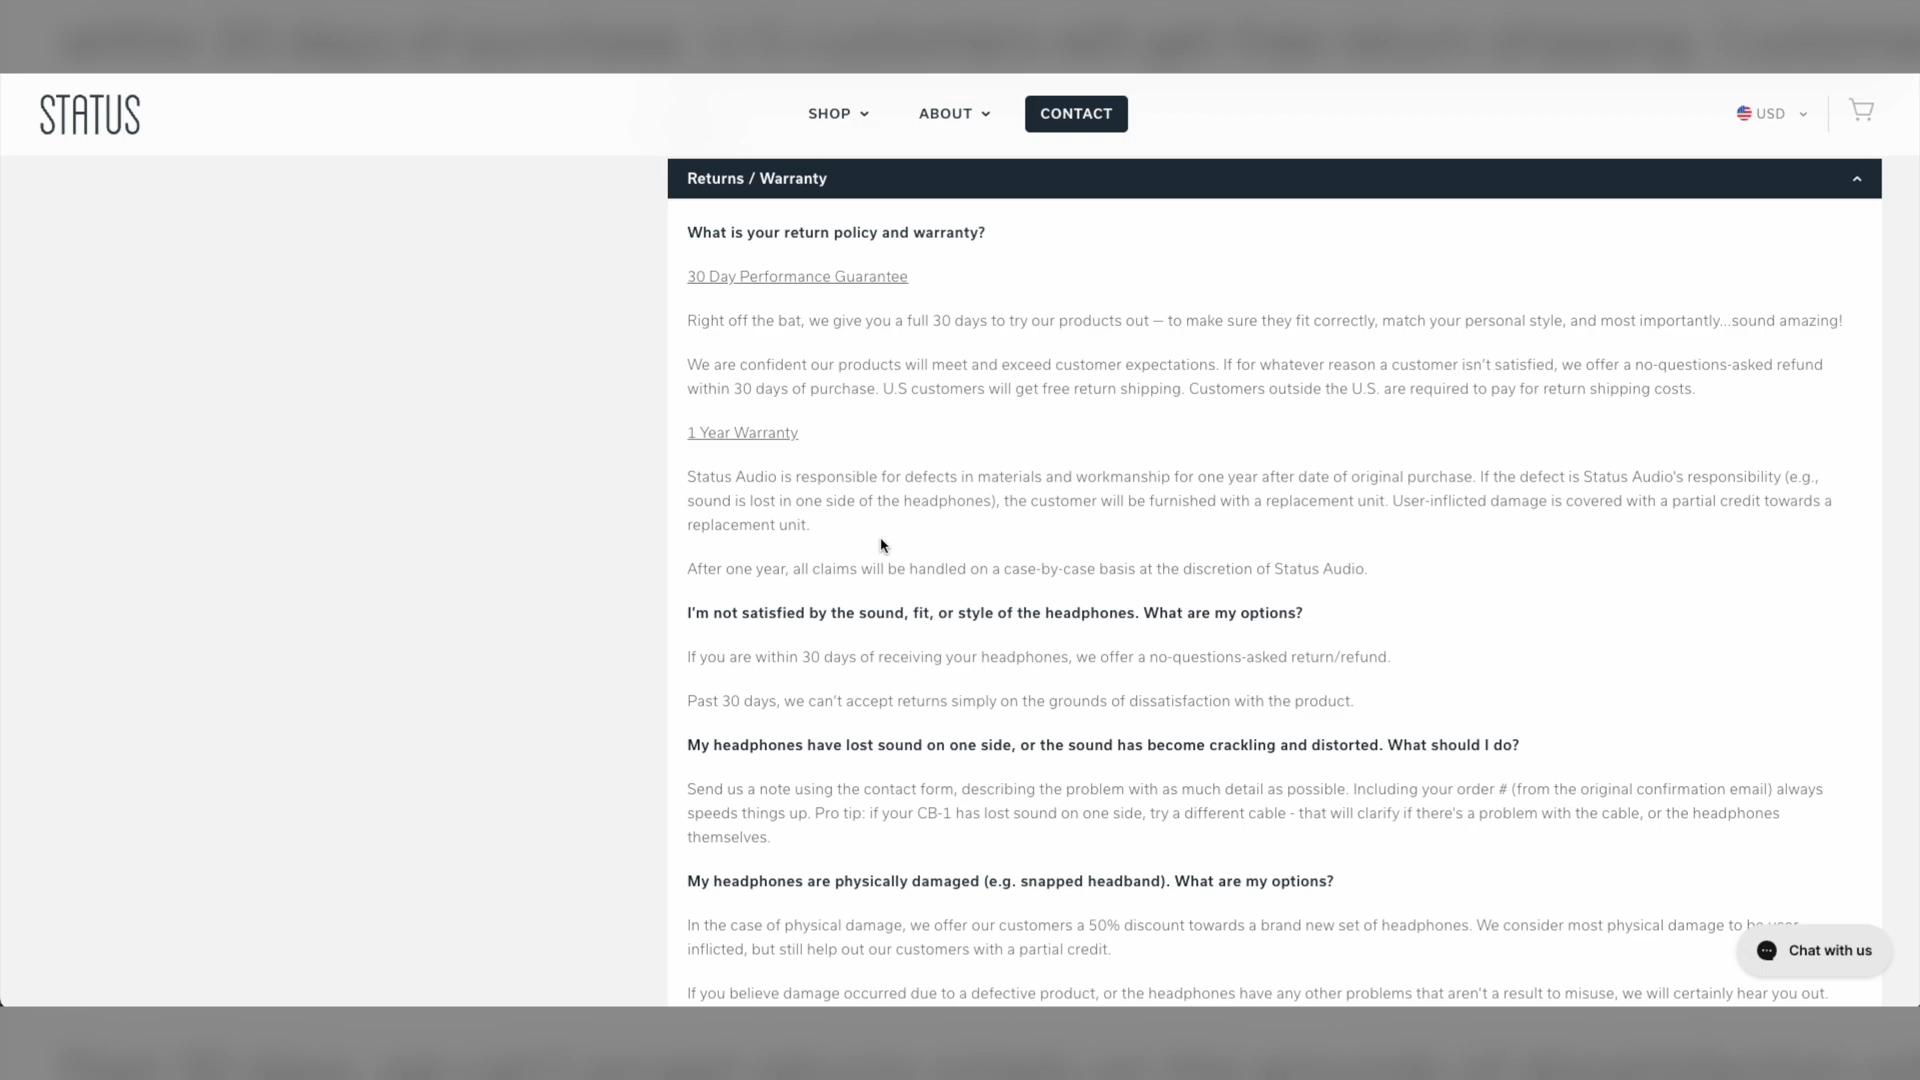 within 30 days of purchase. U.S customers will get free return shipping. Custome
STATUS
SHOP
ABOUT
CONTACT
USD
Returns / Warranty
What is your return policy and warranty?
30 Day Performance Guarantee
Right off the bat, we give you a full 30 days to try our products out — to make sure they fit correctly, match your personal style, and most importantly...sound amazing!
We are confident our products will meet and exceed customer expectations. If for whatever reason a customer isn't satisfied, we offer a no-questions-asked refund
within 30 days of purchase. U.S customers will get free return shipping. Customers outside the U.S. are required to pay for return shipping costs.
1 Year Warranty
Status Audio is responsible for defects in materials and workmanship for one year after date of original purchase. If the defect is Status Audio's responsibility (e.g.,
sound is lost in one side of the headphones), the customer will be furnished with a replacement unit. User-inflicted damage is covered with a partial credit towards a
replacement unit.
After one year, all claims will be handled on a case-by-case basis at the discretion of Status Audio.
I'm not satisfied by the sound, fit, or style of the headphones. What are my options?
If you are within 30 days of receiving your headphones, we offer a no-questions-asked return/refund.
Past 30 days, we can't accept returns simply on the grounds of dissatisfaction with the product.
My headphones have lost sound on one side, or the sound has become crackling and distorted. What should I do?
Send us a note using the contact form, describing the problem with as much detail as possible. Including your order # (from the original confirmation email) always
speeds things up. Pro tip: if your CB-1 has lost sound on one side, try a different cable - that will clarify if there's a problem with the cable, or the headphones
themselves.
My headphones are physically damaged (e.g. snapped headband). What are my options?
In the case of physical damage, we offer our customers a 50% discount towards a brand new set of headphones. We consider most physical damage to be user-
inflicted, but still help out our customers with a partial credit.
Chat with us
If you believe damage occurred due to a defective product, or the headphones have any other problems that aren't a result to misuse, we will certainly hear you out.